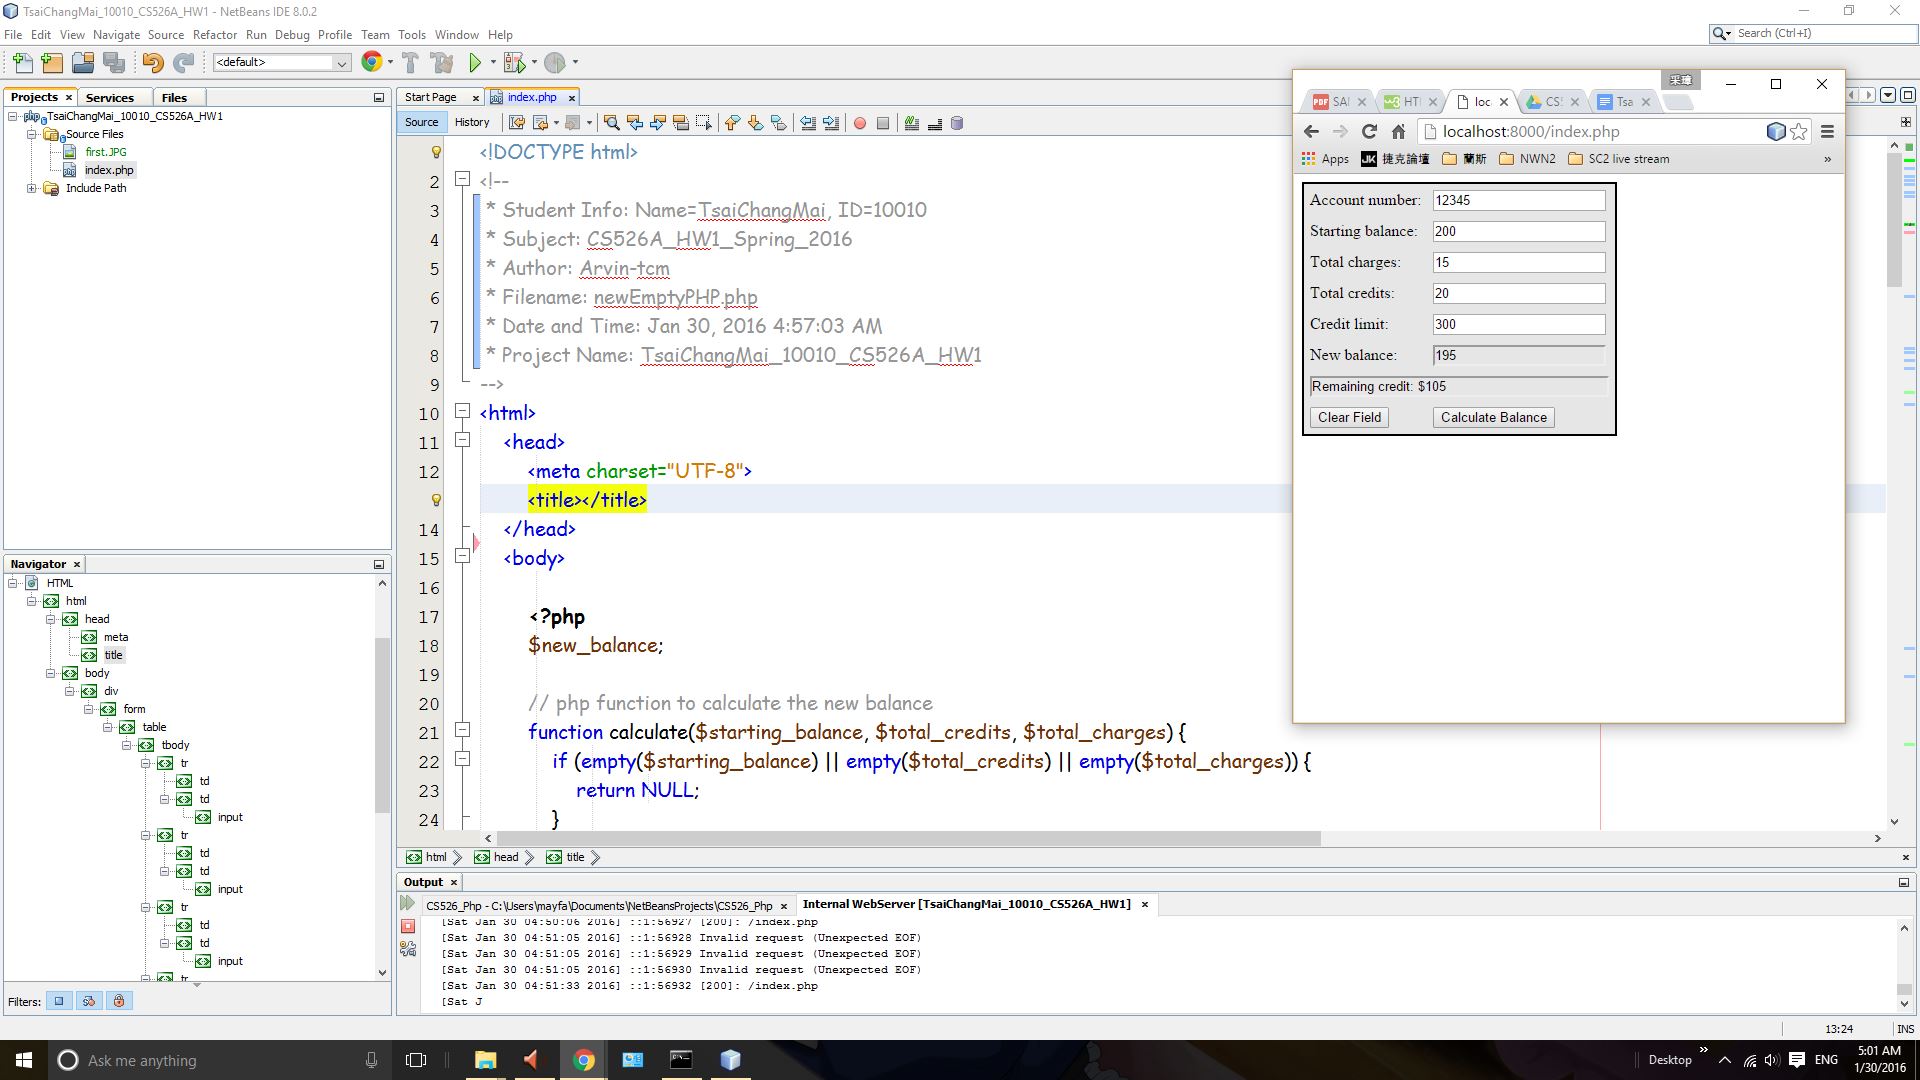 TsaiChangMai_10010_CS526A_HW1 - NetBeans IDE 8.0.2
File Edit View Navigate Source Refactor Run Debug Profile Team Tools Window Help
Search (Ctrl+I)
<default>
Projects Services Files
TsaiChangMai_10010_CS526A_HW1
Source Files
first.JPG
index.php
Include Path
Navigator
HTML
html
head
meta
title
body
div
form
table
tbody
tr
td
td
input
tr
td
td
input
tr
td
td
input
tr
Filters:
Start Page index.php
Source History
<!DOCTYPE html>
2 <!--
3 * Student Info: Name=TsaiChangMai, ID=10010
4 * Subject: CS526A_HW1_Spring_2016
5 * Author: Arvin-tcm
6 * Filename: newEmptyPHP.php
7 * Date and Time: Jan 30, 2016 4:57:03 AM
8 * Project Name: TsaiChangMai_10010_CS526A_HW1
9 -->
10 <html>
11 <head>
12 <meta charset="UTF-8">
<title></title>
14 </head>
15 <body>
16
17 <?php
18 $new_balance;
19
20 // php function to calculate the new balance
21 function calculate($starting_balance, $total_credits, $total_charges) {
22 if (empty($starting_balance) || empty($total_credits) || empty($total_charges)) {
23 return NULL;
24 }
html head title
Output
CS526_Php - C:\Users\mayfa\Documents\NetBeansProjects\CS526_Php Internal WebServer [TsaiChangMai_10010_CS526A_HW1]
[Sat Jan 30 04:50:06 2016] ::1:56927 [200]: /index.php
[Sat Jan 30 04:51:05 2016] ::1:56928 Invalid request (Unexpected EOF)
[Sat Jan 30 04:51:05 2016] ::1:56929 Invalid request (Unexpected EOF)
[Sat Jan 30 04:51:05 2016] ::1:56930 Invalid request (Unexpected EOF)
[Sat Jan 30 04:51:33 2016] ::1:56932 [200]: /index.php
[Sat J
13:24 INS
PDF SAI w3 HTI loc CS! Tsa
localhost:8000/index.php
Apps JK 捷克論壇 蘭斯 NWN2 SC2 live stream »
Account number: 12345
Starting balance: 200
Total charges: 15
Total credits: 20
Credit limit: 300
New balance: 195
Remaining credit: $105
Clear Field Calculate Balance
Ask me anything
Desktop » ENG
5:01 AM
1/30/2016